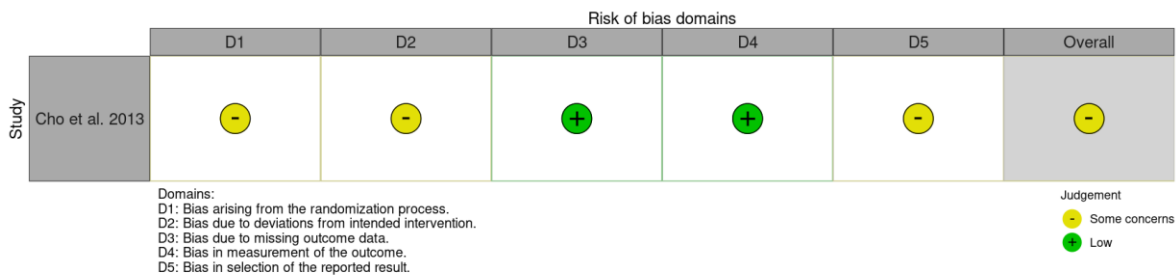 Risk of bias domains
D1 D2 D3 D4 D5 Overall
Study
Cho et al. 2013 - - + + - -
Domains:
D1: Bias arising from the randomization process.
D2: Bias due to deviations from intended intervention.
D3: Bias due to missing outcome data.
D4: Bias in measurement of the outcome.
D5: Bias in selection of the reported result.
Judgement
- Some concerns
+ Low